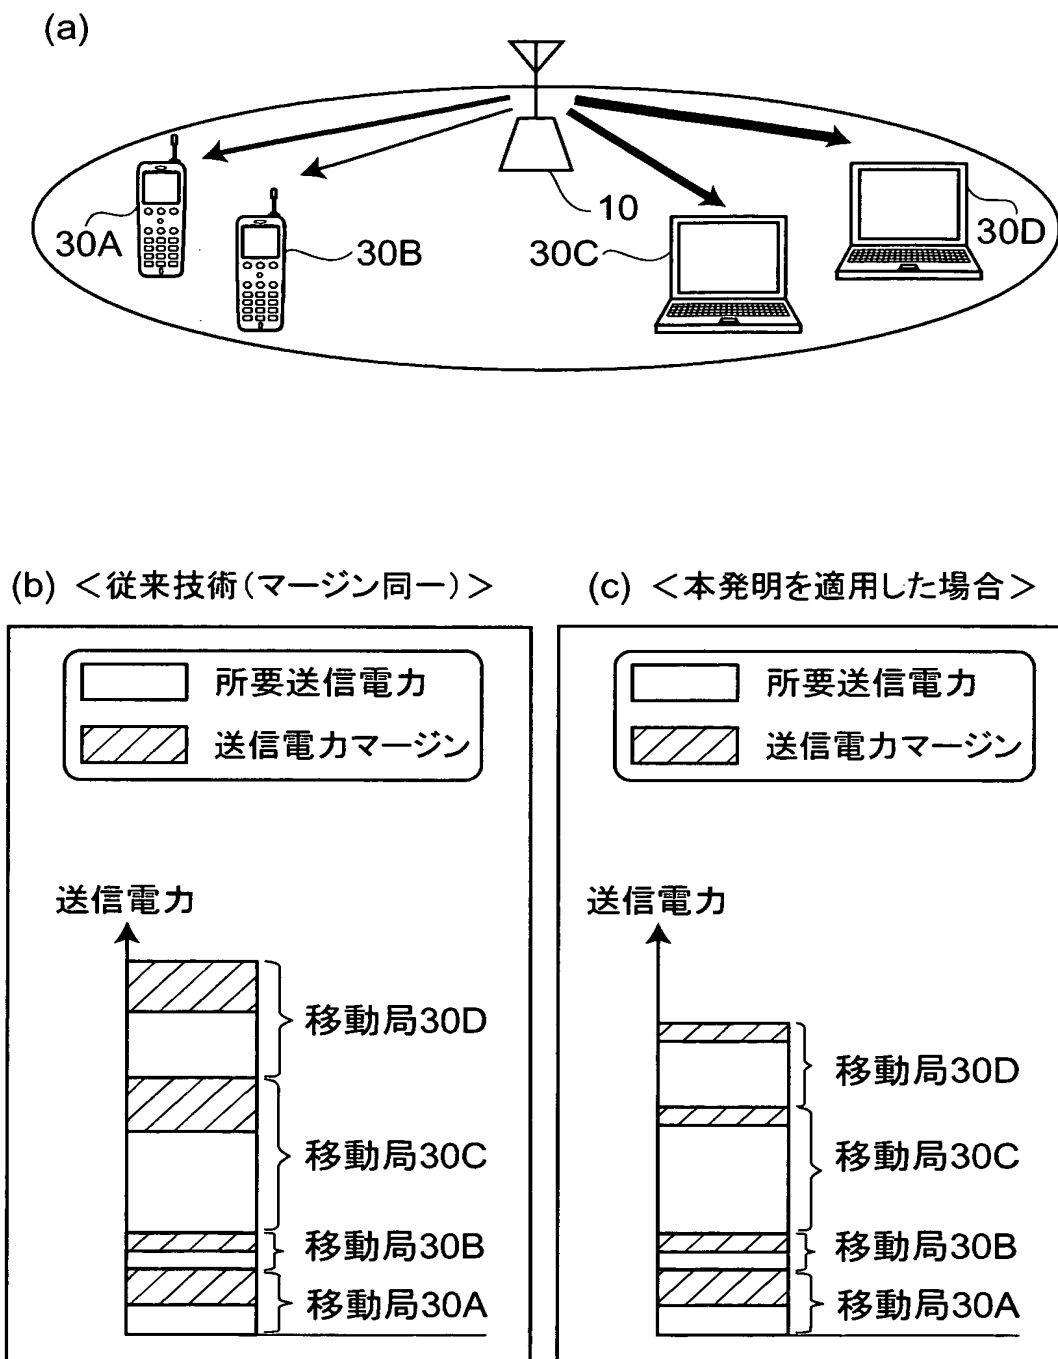 (a)
10
30A
30B
30C
30D
(b) <従来技術(マージン同一)>
所要送信電力
送信電力マージン
送信電力
移動局30D
移動局30C
移動局30B
移動局30A
(c) <本発明を適用した場合>
所要送信電力
送信電力マージン
送信電力
移動局30D
移動局30C
移動局30B
移動局30A